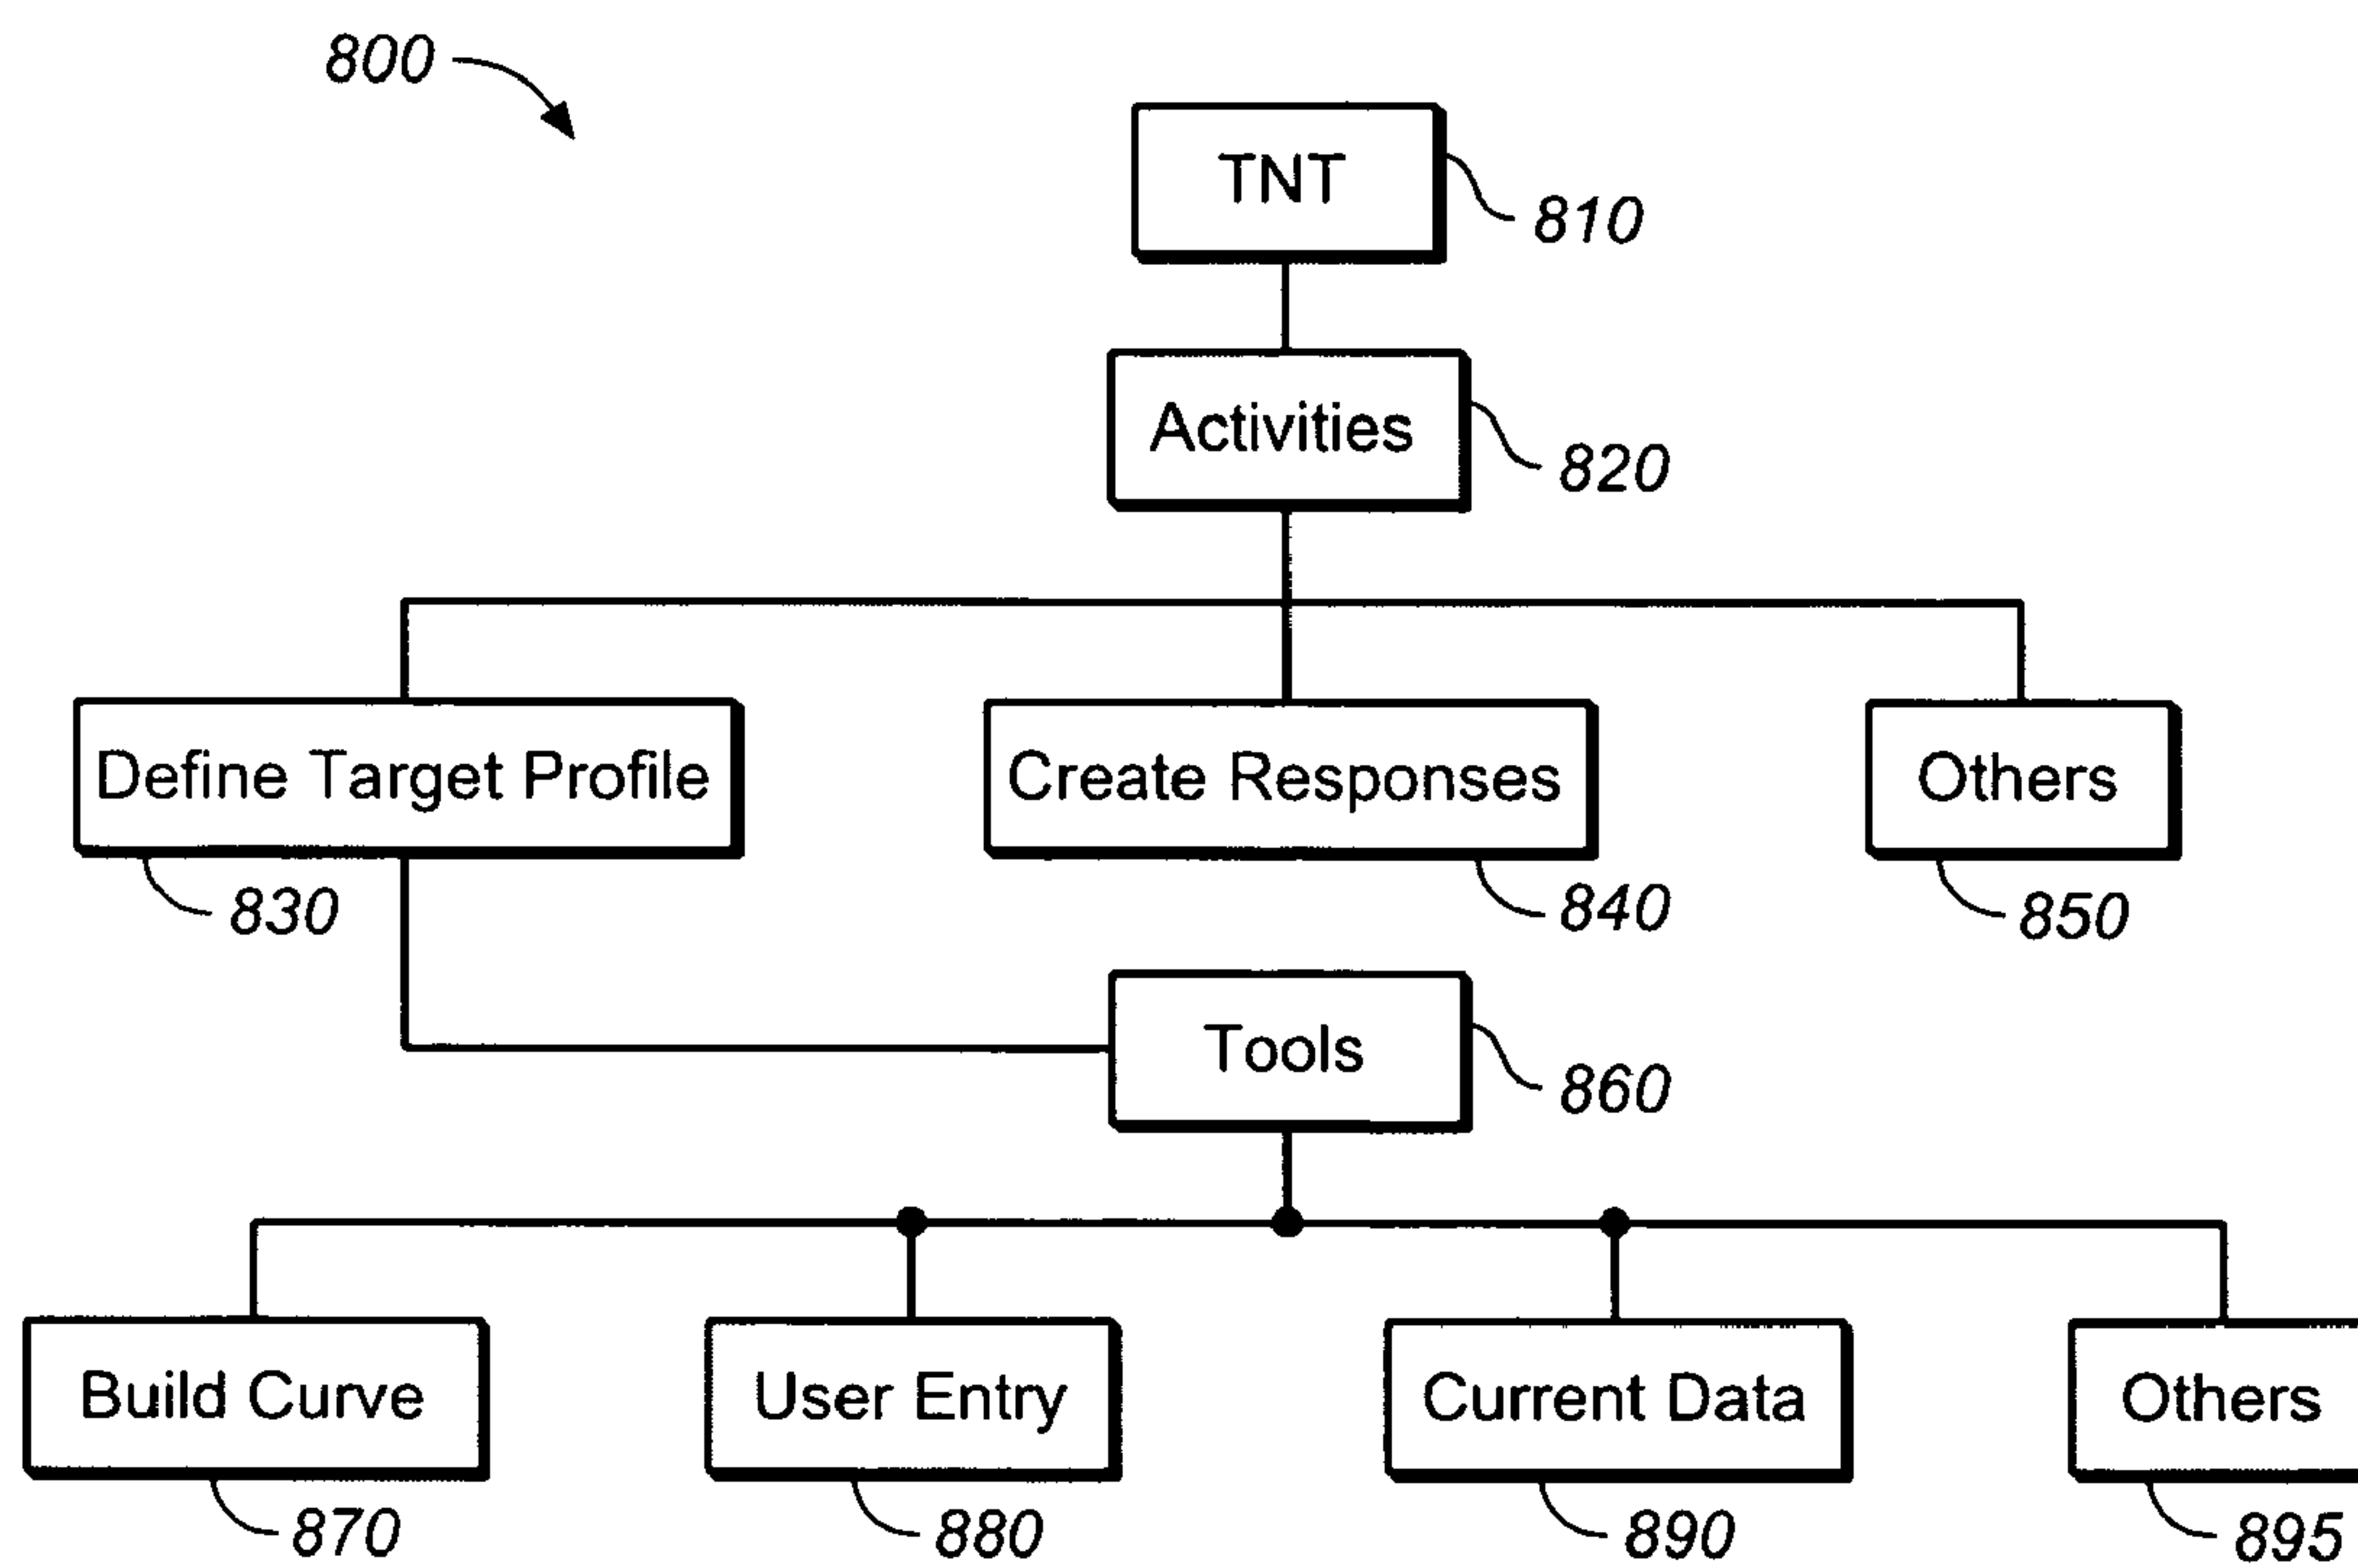 800
TNT
810
Activities
820
Define Target Profile
Create Responses
Others
830
840
850
Tools
860
Build Curve
User Entry
Current Data
Others
870
880
890
895